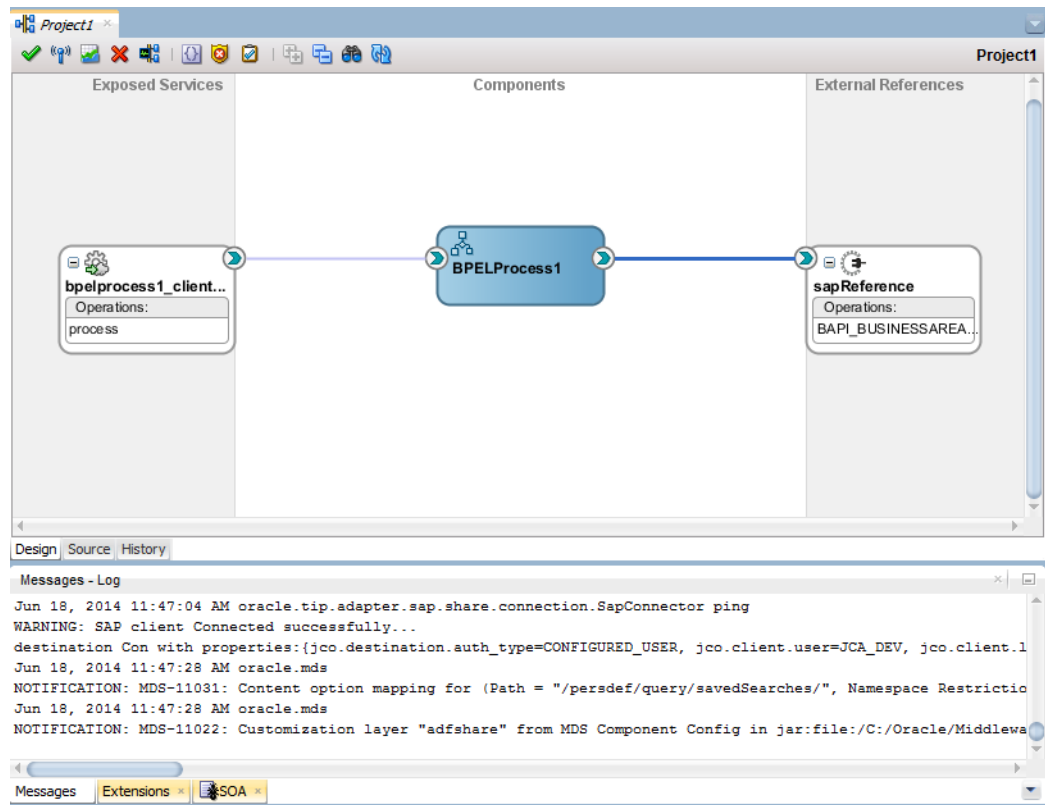 Project1
Project1
Exposed Services
Components
External References
bpelprocess1_client...
Operations:
process
BPELProcess1
sapReference
Operations:
BAPI_BUSINESSAREA...
Design Source History
Messages - Log
Jun 18, 2014 11:47:04 AM oracle.tip.adapter.sap.share.connection.SapConnector ping
WARNING: SAP client Connected successfully...
destination Con with properties:{jco.destination.auth_type=CONFIGURED_USER, jco.client.user=JCA_DEV, jco.client.l
Jun 18, 2014 11:47:28 AM oracle.mds
NOTIFICATION: MDS-11031: Content option mapping for (Path = "/persdef/query/savedSearches/", Namespace Restrictio
Jun 18, 2014 11:47:28 AM oracle.mds
NOTIFICATION: MDS-11022: Customization layer "adfshare" from MDS Component Config in jar:file:/C:/Oracle/Middlewa
Messages Extensions SOA